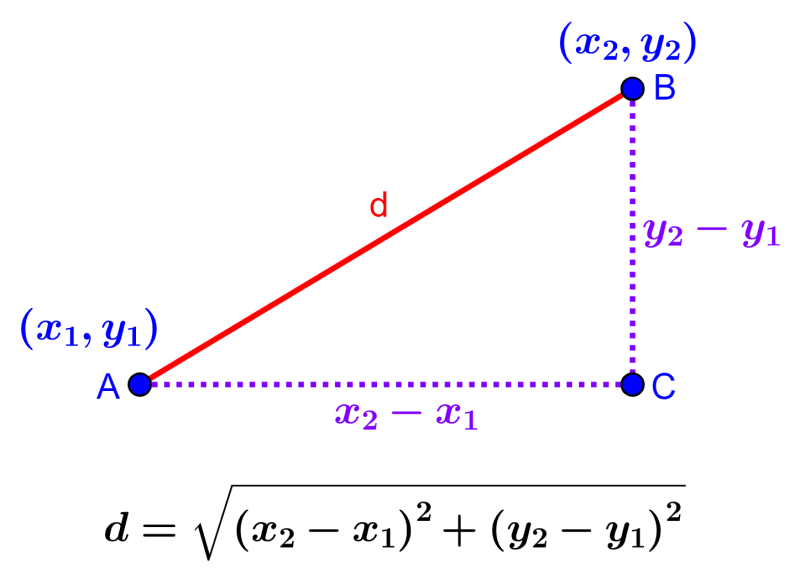 (x₂, y₂)
B
d
y₂ − y₁
(x₁, y₁)
A
C
x₂ − x₁
d = √((x₂ − x₁)² + (y₂ − y₁)²)